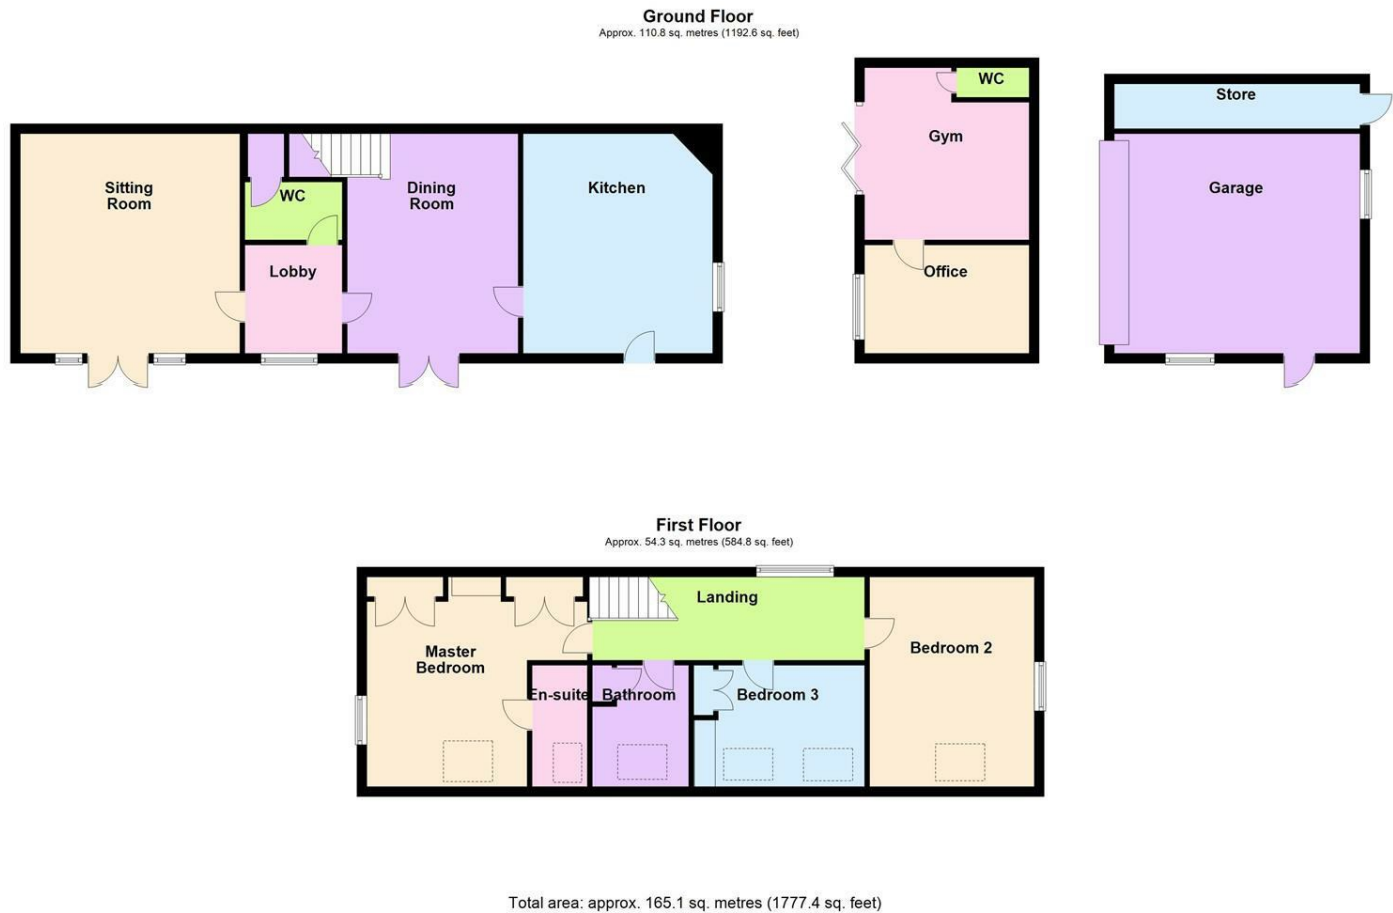 Ground Floor
Approx. 110.8 sq. metres (1192.6 sq. feet)
Sitting
Room
WC
Lobby
Dining
Room
Kitchen
WC
Gym
Office
Store
Garage
First Floor
Approx. 54.3 sq. metres (584.8 sq. feet)
Master
Bedroom
En-suite
Bathroom
Landing
Bedroom 3
Bedroom 2
Total area: approx. 165.1 sq. metres (1777.4 sq. feet)